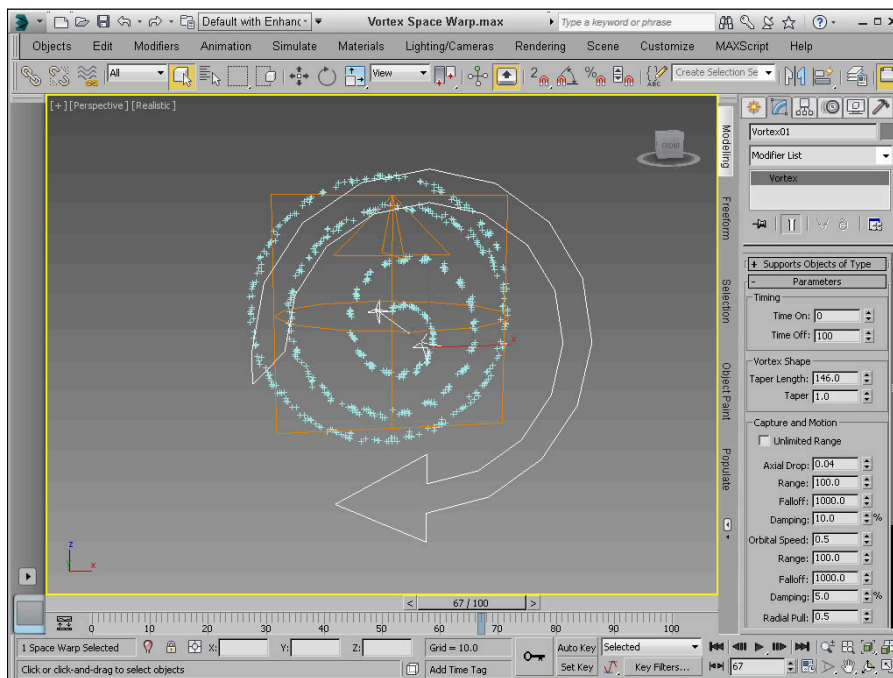 Default with Enhanc
Vortex Space Warp.max
Type a keyword or phrase
Objects Edit Modifiers Animation Simulate Materials Lighting/Cameras Rendering Scene Customize MAXScript Help
All
View
2
%
ABC
Create Selection Se
[+] [Perspective] [Realistic]
FRONT
x
z
x
Modeling
Freeform
Selection
Object Paint
Populate
Vortex01
Modifier List
Vortex
+ Supports Objects of Type
- Parameters
Timing
Time On: 0
Time Off: 100
Vortex Shape
Taper Length: 146.0
Taper 1.0
Capture and Motion
Unlimited Range
Axial Drop: 0.04
Range: 100.0
Falloff: 1000.0
Damping: 10.0 %
Orbital Speed: 0.5
Range: 100.0
Falloff: 1000.0
Damping: 5.0 %
Radial Pull: 0.5
< 67 / 100 >
0 10 20 30 40 50 60 70 80 90 100
1 Space Warp Selected X: Y: Z: Grid = 10.0 Auto Key Selected
Click or click-and-drag to select objects Add Time Tag Set Key Key Filters... 67